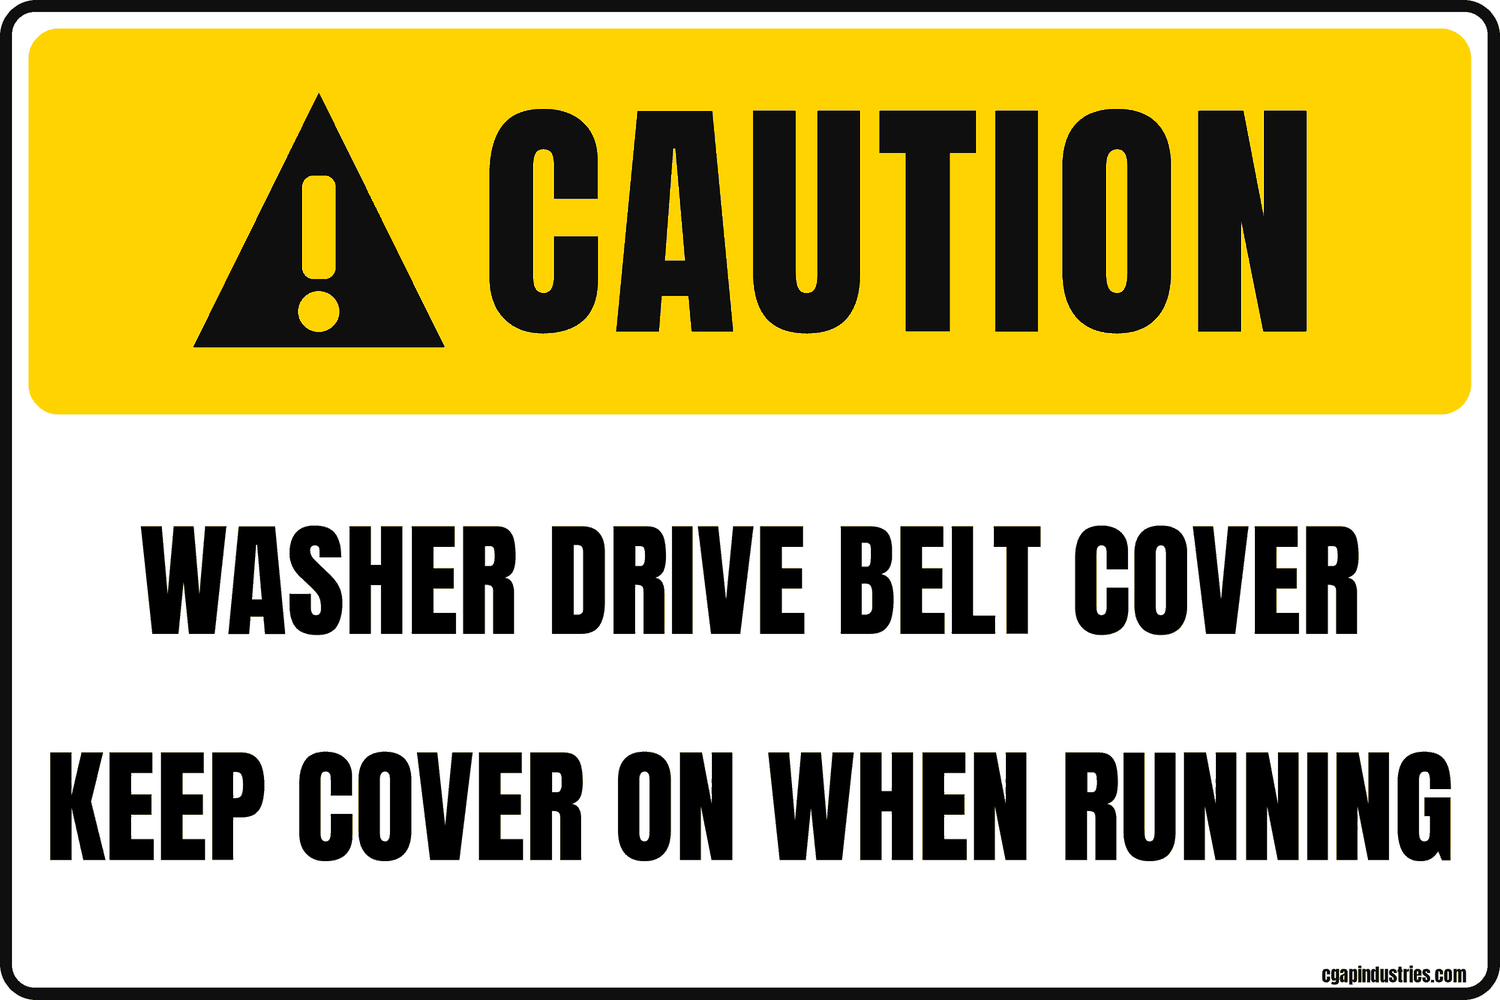 CAUTION
WASHER DRIVE BELT COVER
KEEP COVER ON WHEN RUNNING
cgapindustries.com